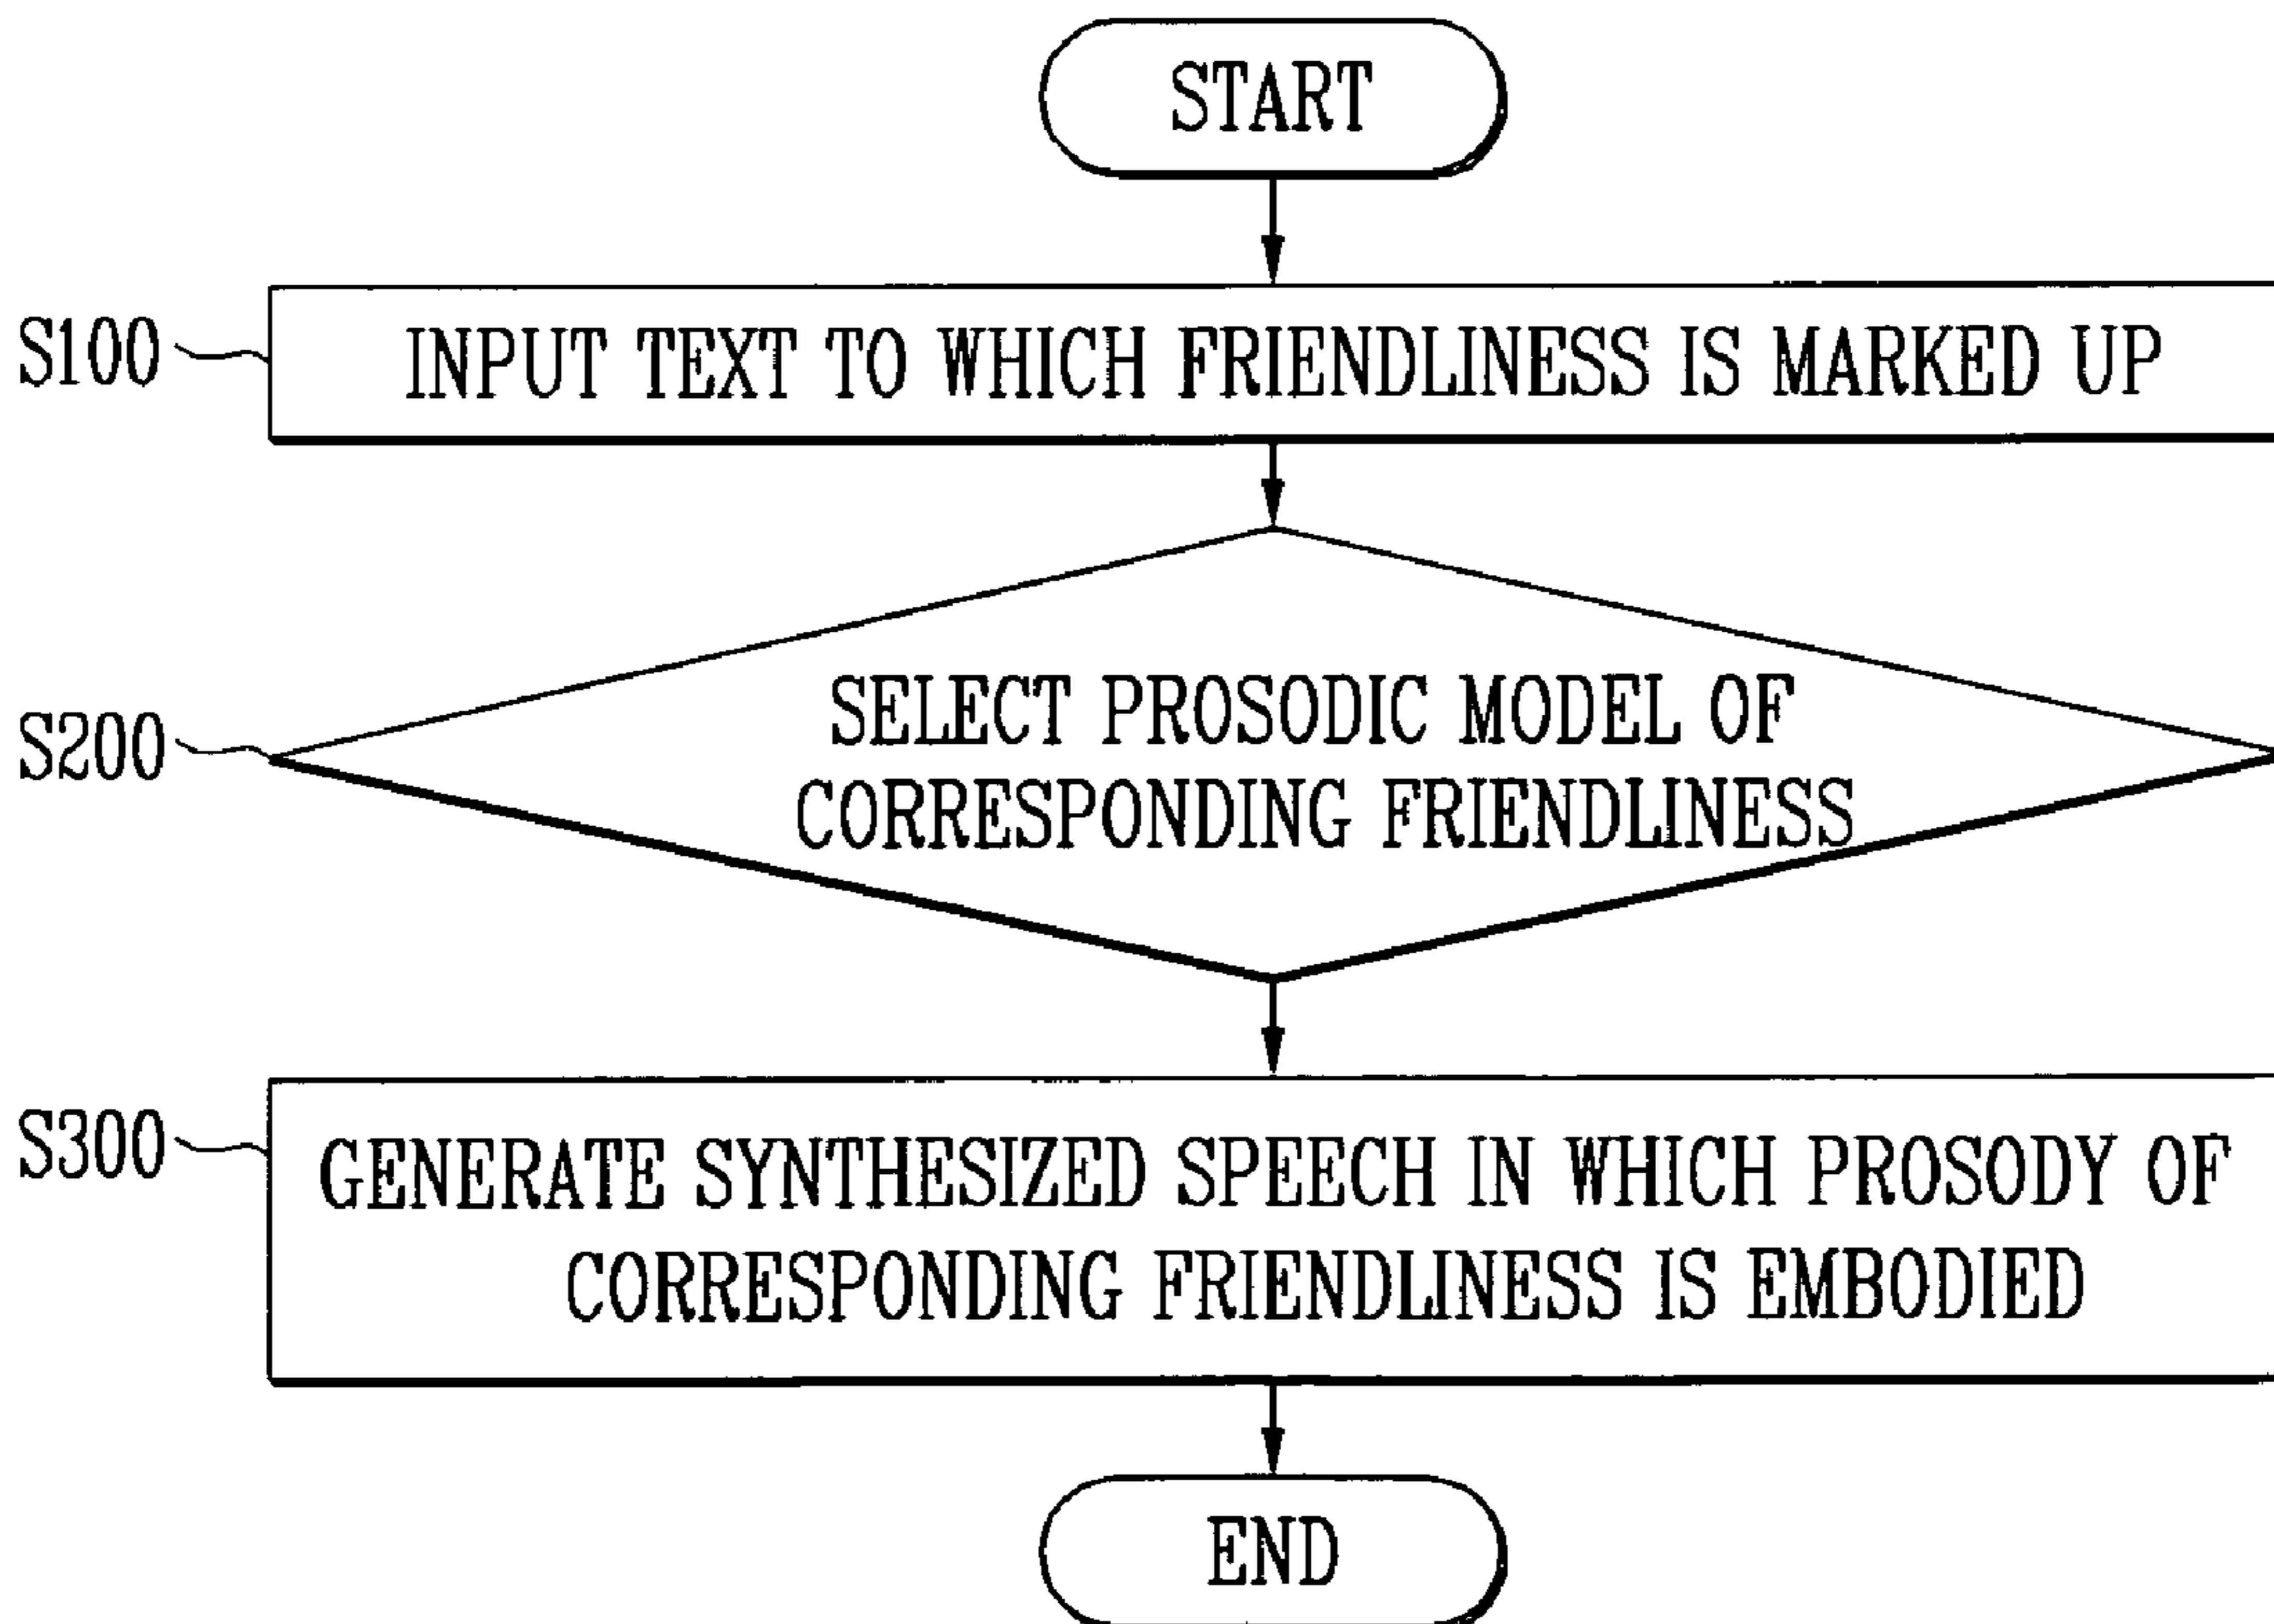 START
S100
INPUT TEXT TO WHICH FRIENDLINESS IS MARKED UP
S200
SELECT PROSODIC MODEL OF
CORRESPONDING FRIENDLINESS
S300
GENERATE SYNTHESIZED SPEECH IN WHICH PROSODY OF
CORRESPONDING FRIENDLINESS IS EMBODIED
END